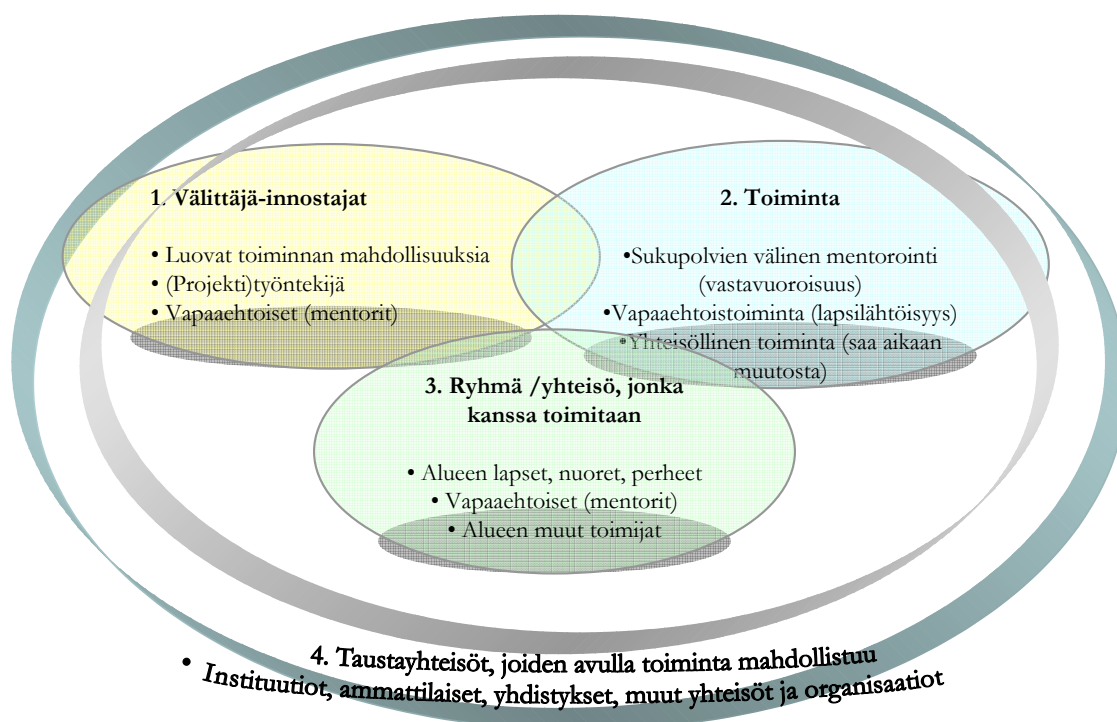 1. Välittäjä-innostajat
• Luovat toiminnan mahdollisuuksia
• (Projekti)työntekijä
• Vapaaehtoiset (mentorit)
2. Toiminta
•Sukupolvien välinen mentorointi
(vastavuoroisuus)
•Vapaaehtoistoiminta (lapsilähtöisyys)
•Yhteisöllinen toiminta (saa aikaan
muutosta)
3. Ryhmä /yhteisö, jonka
kanssa toimitaan
• Alueen lapset, nuoret, perheet
• Vapaaehtoiset (mentorit)
• Alueen muut toimijat
4. Taustayhteisöt, joiden avulla toiminta mahdollistuu
• Instituutiot, ammattilaiset, yhdistykset, muut yhteisöt ja organisaatiot